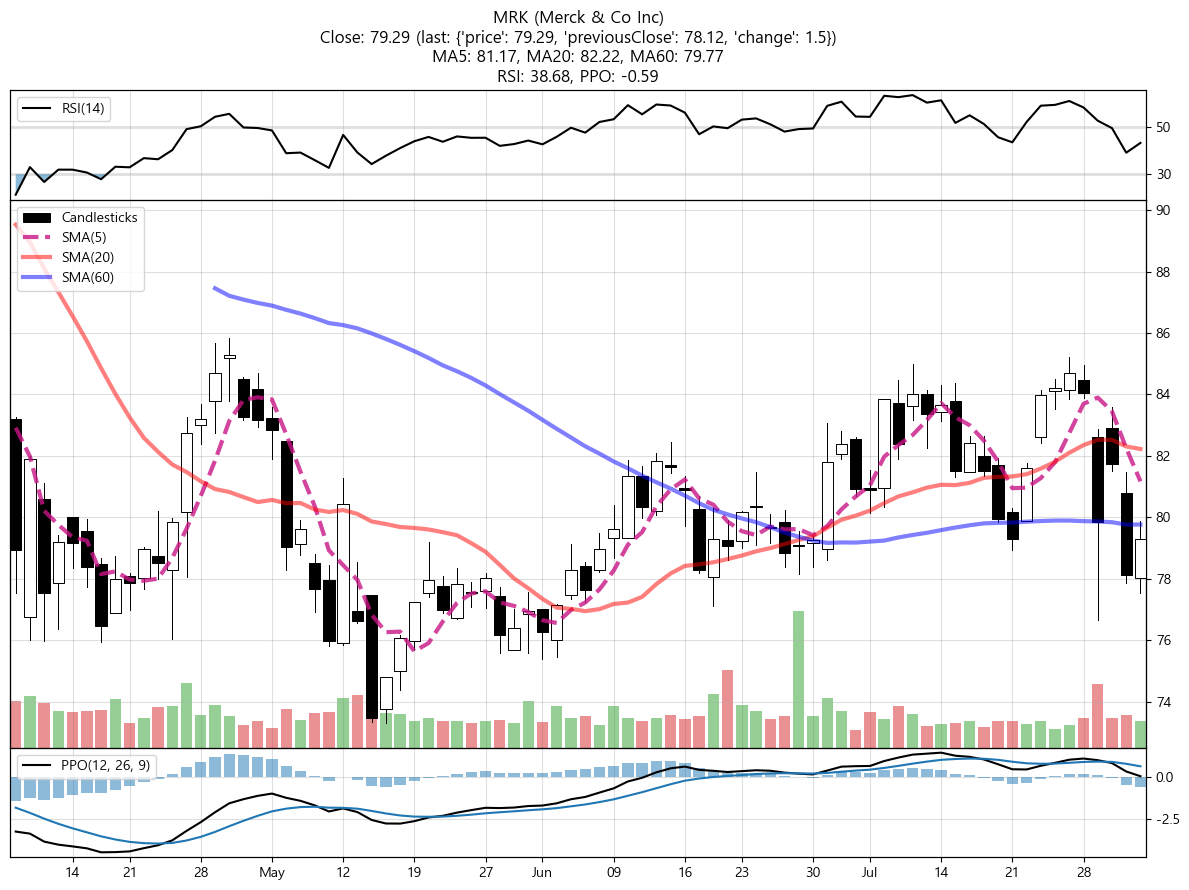 MRK (Merck & Co Inc)
Close: 79.29 (last: {'price': 79.29, 'previousClose': 78.12, 'change': 1.5})
MA5: 81.17, MA20: 82.22, MA60: 79.77
RSI: 38.68, PPO: -0.59
RSI(14)
50
30
Candlesticks
SMA(5)
SMA(20)
SMA(60)
90
88
86
84
82
80
78
76
74
PPO(12, 26, 9)
0.0
−2.5
14 21 28 May 12 19 27 Jun 09 16 23 30 Jul 14 21 28